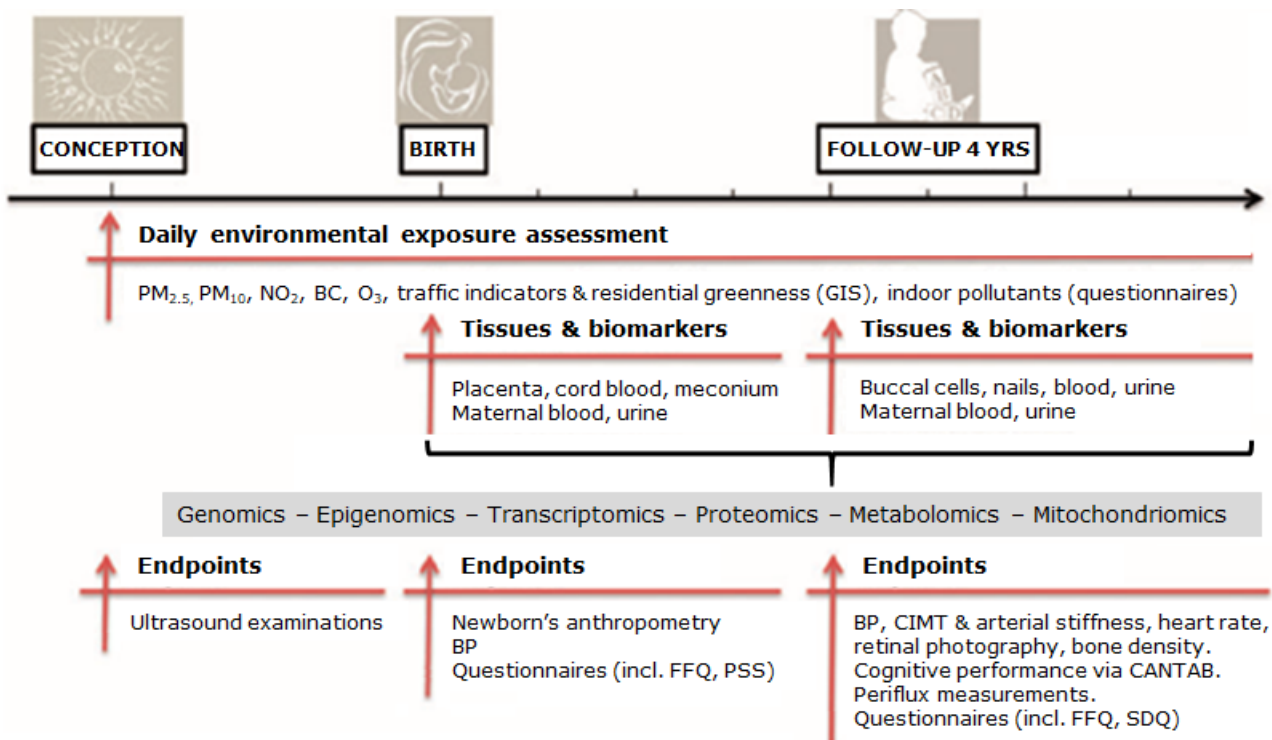 CONCEPTION
BIRTH
FOLLOW-UP 4 YRS
Daily environmental exposure assessment
PM2.5, PM10, NO2, BC, O3, traffic indicators & residential greenness (GIS), indoor pollutants (questionnaires)
Tissues & biomarkers
Placenta, cord blood, meconium
Maternal blood, urine
Tissues & biomarkers
Buccal cells, nails, blood, urine
Maternal blood, urine
Genomics – Epigenomics – Transcriptomics – Proteomics – Metabolomics – Mitochondriomics
Endpoints
Ultrasound examinations
Endpoints
Newborn's anthropometry
BP
Questionnaires (incl. FFQ, PSS)
Endpoints
BP, CIMT & arterial stiffness, heart rate,
retinal photography, bone density.
Cognitive performance via CANTAB.
Periflux measurements.
Questionnaires (incl. FFQ, SDQ)